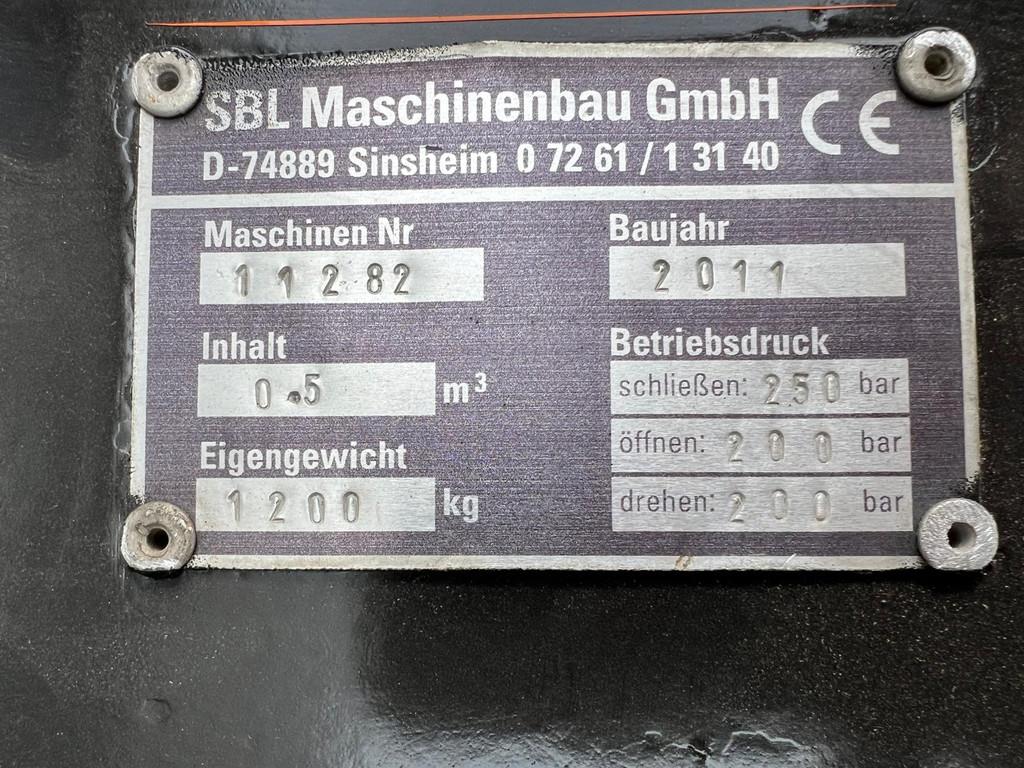 SBL Maschinenbau GmbH CE
D-74889 Sinsheim 0 72 61 / 1 31 40
Maschinen Nr
11282
Baujahr
2011
Inhalt
0.5 m³
Eigengewicht
1200 kg
Betriebsdruck
schließen: 250 bar
öffnen: 200 bar
drehen: 200 bar